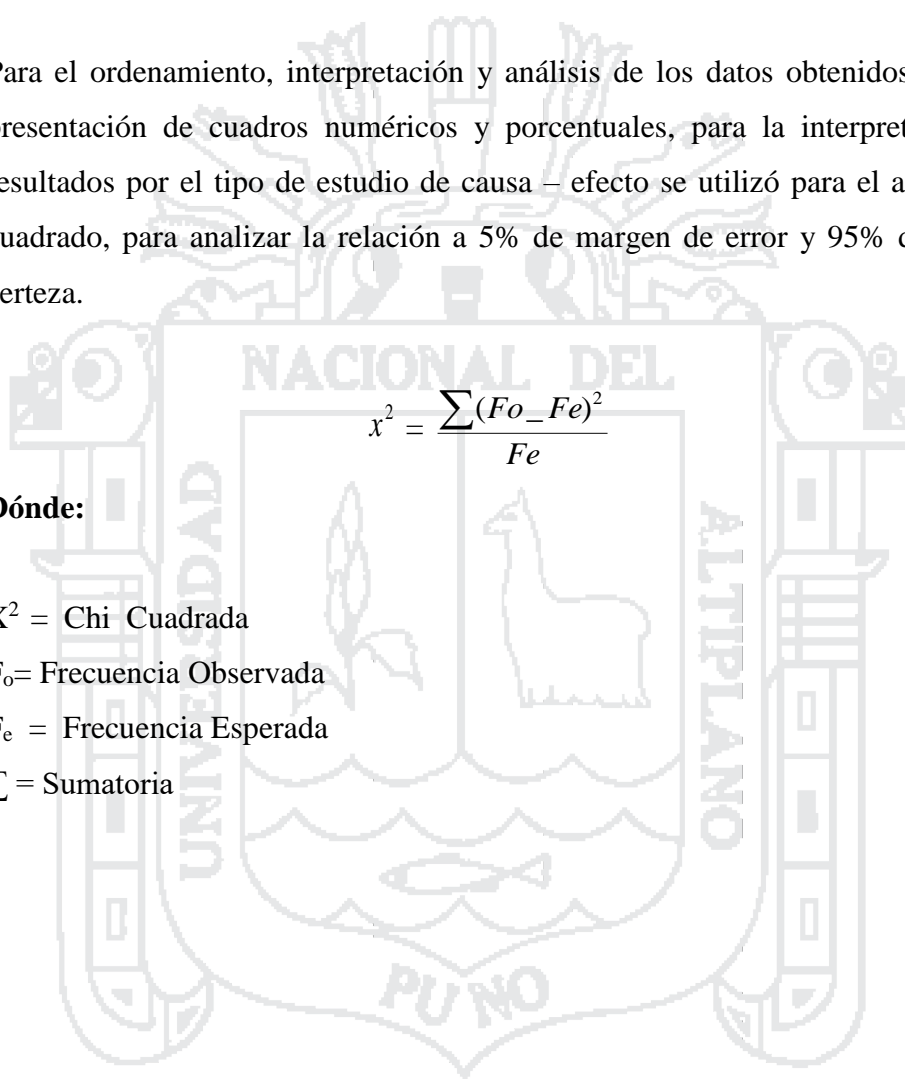 Para el ordenamiento, interpretación y análisis de los datos obtenidos
presentación de cuadros numéricos y porcentuales, para la interpret
resultados por el tipo de estudio de causa – efecto se utilizó para el a
cuadrado, para analizar la relación a 5% de margen de error y 95% d
certeza.
NACIONAL DEL
x² = ∑(Fo _ Fe)² / Fe
Dónde:
UNIVERSIDAD
ALTIPLANO
X² = Chi Cuadrada
Fₒ= Frecuencia Observada
Fₑ = Frecuencia Esperada
∑ = Sumatoria
PUNO